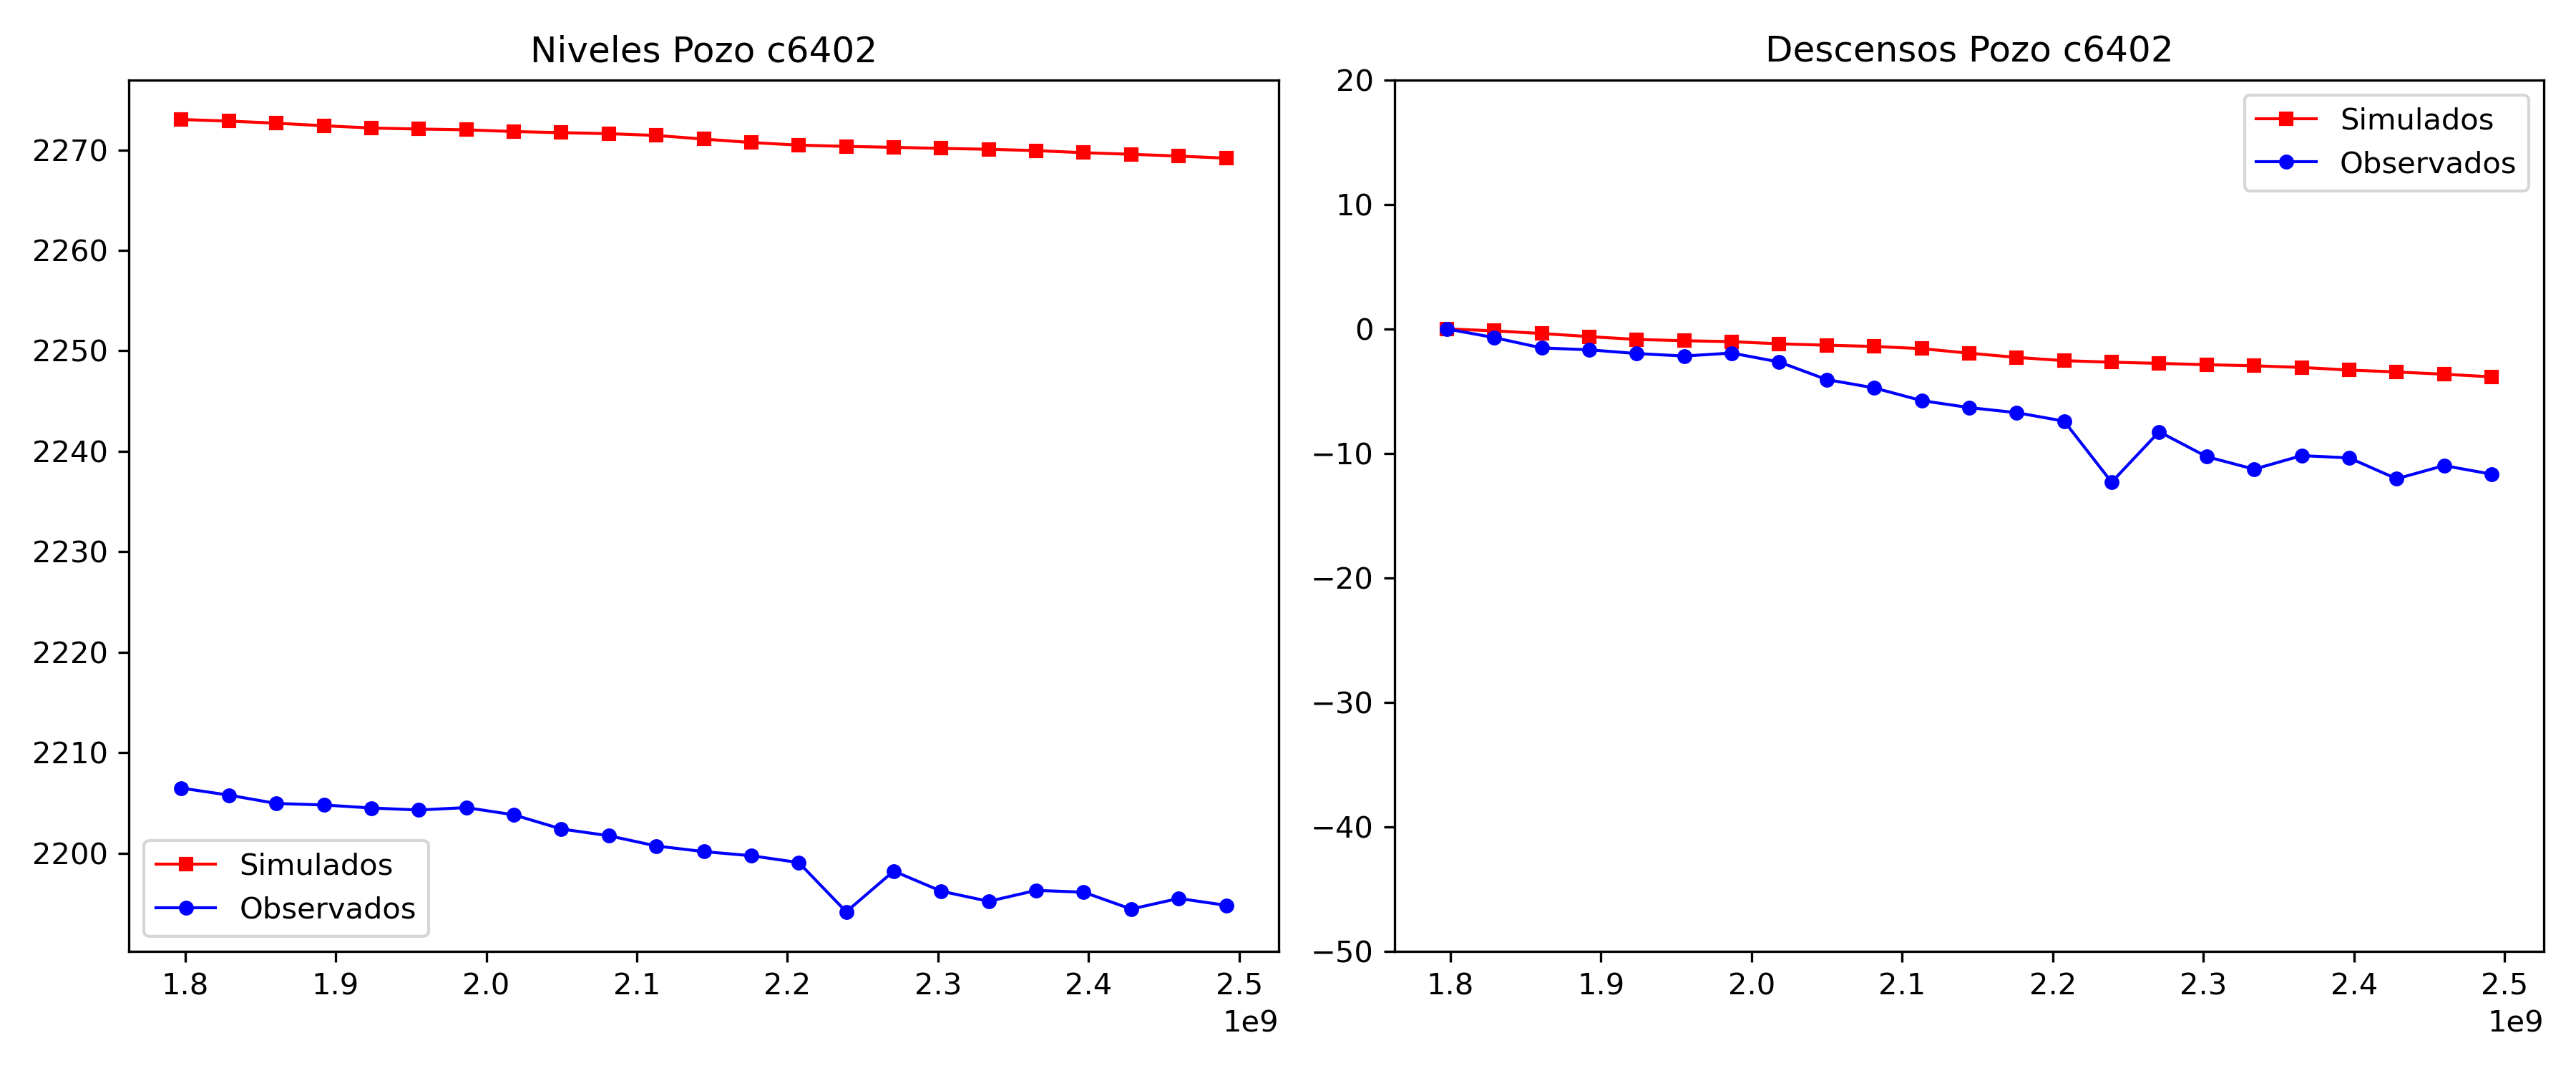 Niveles Pozo c6402
2270
2260
2250
2240
2230
2220
2210
2200
Simulados
Observados
1.8 1.9 2.0 2.1 2.2 2.3 2.4 2.5
1e9
Descensos Pozo c6402
20
10
0
−10
−20
−30
−40
−50
Simulados
Observados
1.8 1.9 2.0 2.1 2.2 2.3 2.4 2.5
1e9